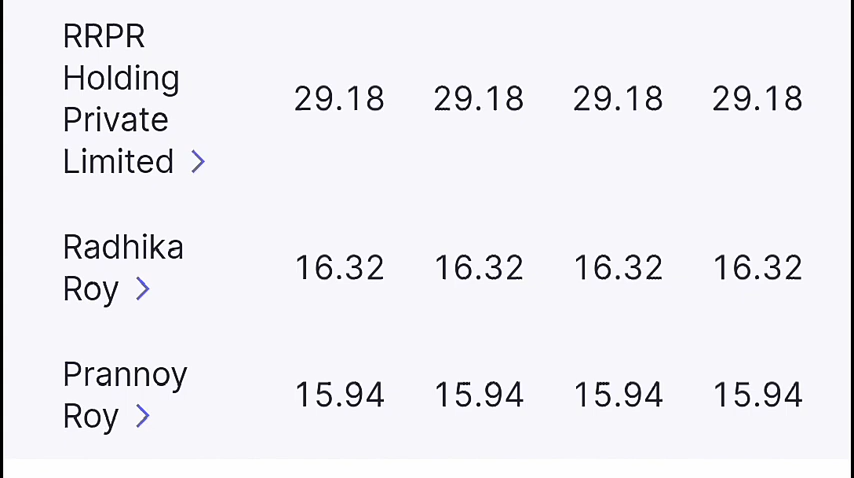 RRPR
Holding
Private
Limited >
29.18 29.18 29.18 29.18
Radhika
Roy >
16.32 16.32 16.32 16.32
Prannoy
Roy >
15.94 15.94 15.94 15.94